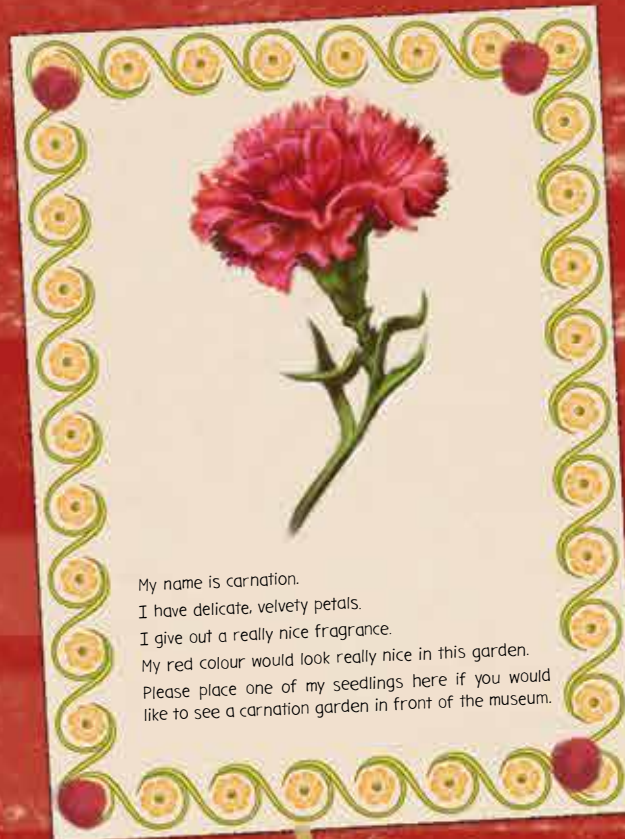 My name is carnation.
I have delicate, velvety petals.
I give out a really nice fragrance.
My red colour would look really nice in this garden.
Please place one of my seedlings here if you would
like to see a carnation garden in front of the museum.